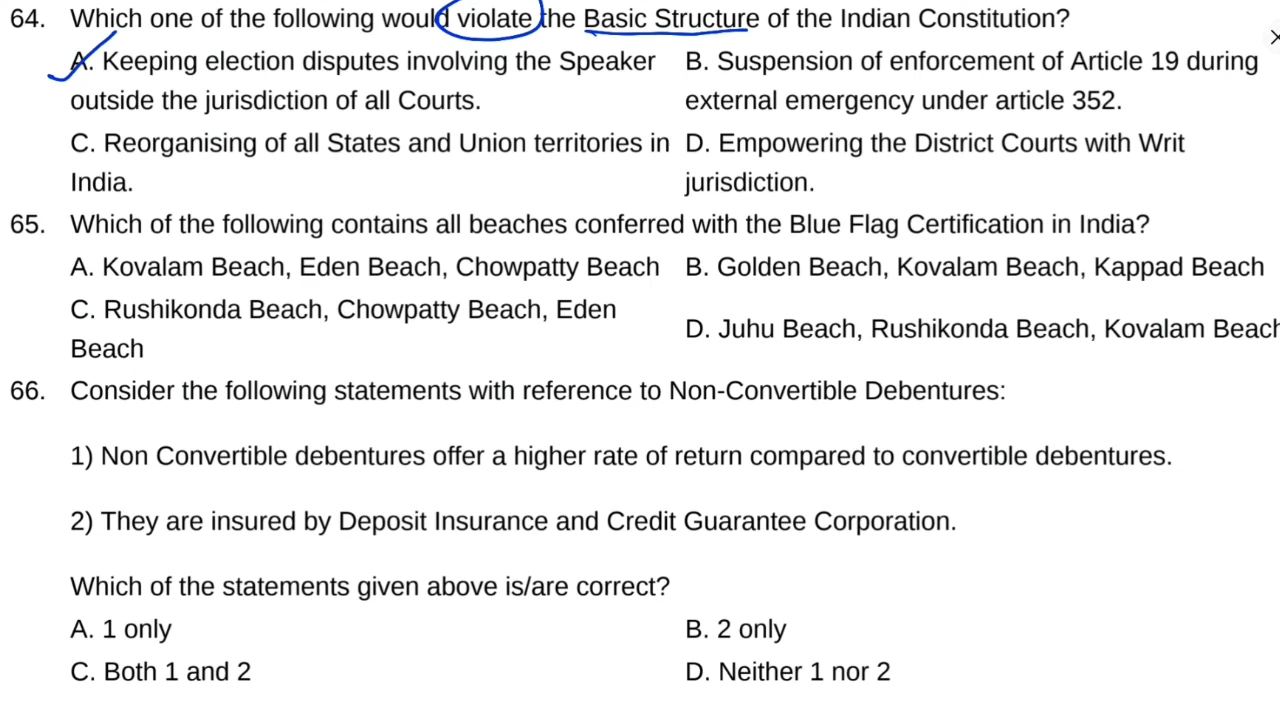 64. Which one of the following would violate the Basic Structure of the Indian Constitution?
A. Keeping election disputes involving the Speaker outside the jurisdiction of all Courts.
B. Suspension of enforcement of Article 19 during external emergency under article 352.
C. Reorganising of all States and Union territories in India.
D. Empowering the District Courts with Writ jurisdiction.
65. Which of the following contains all beaches conferred with the Blue Flag Certification in India?
A. Kovalam Beach, Eden Beach, Chowpatty Beach
B. Golden Beach, Kovalam Beach, Kappad Beach
C. Rushikonda Beach, Chowpatty Beach, Eden Beach
D. Juhu Beach, Rushikonda Beach, Kovalam Beach
66. Consider the following statements with reference to Non-Convertible Debentures:
1) Non Convertible debentures offer a higher rate of return compared to convertible debentures.
2) They are insured by Deposit Insurance and Credit Guarantee Corporation.
Which of the statements given above is/are correct?
A. 1 only
B. 2 only
C. Both 1 and 2
D. Neither 1 nor 2